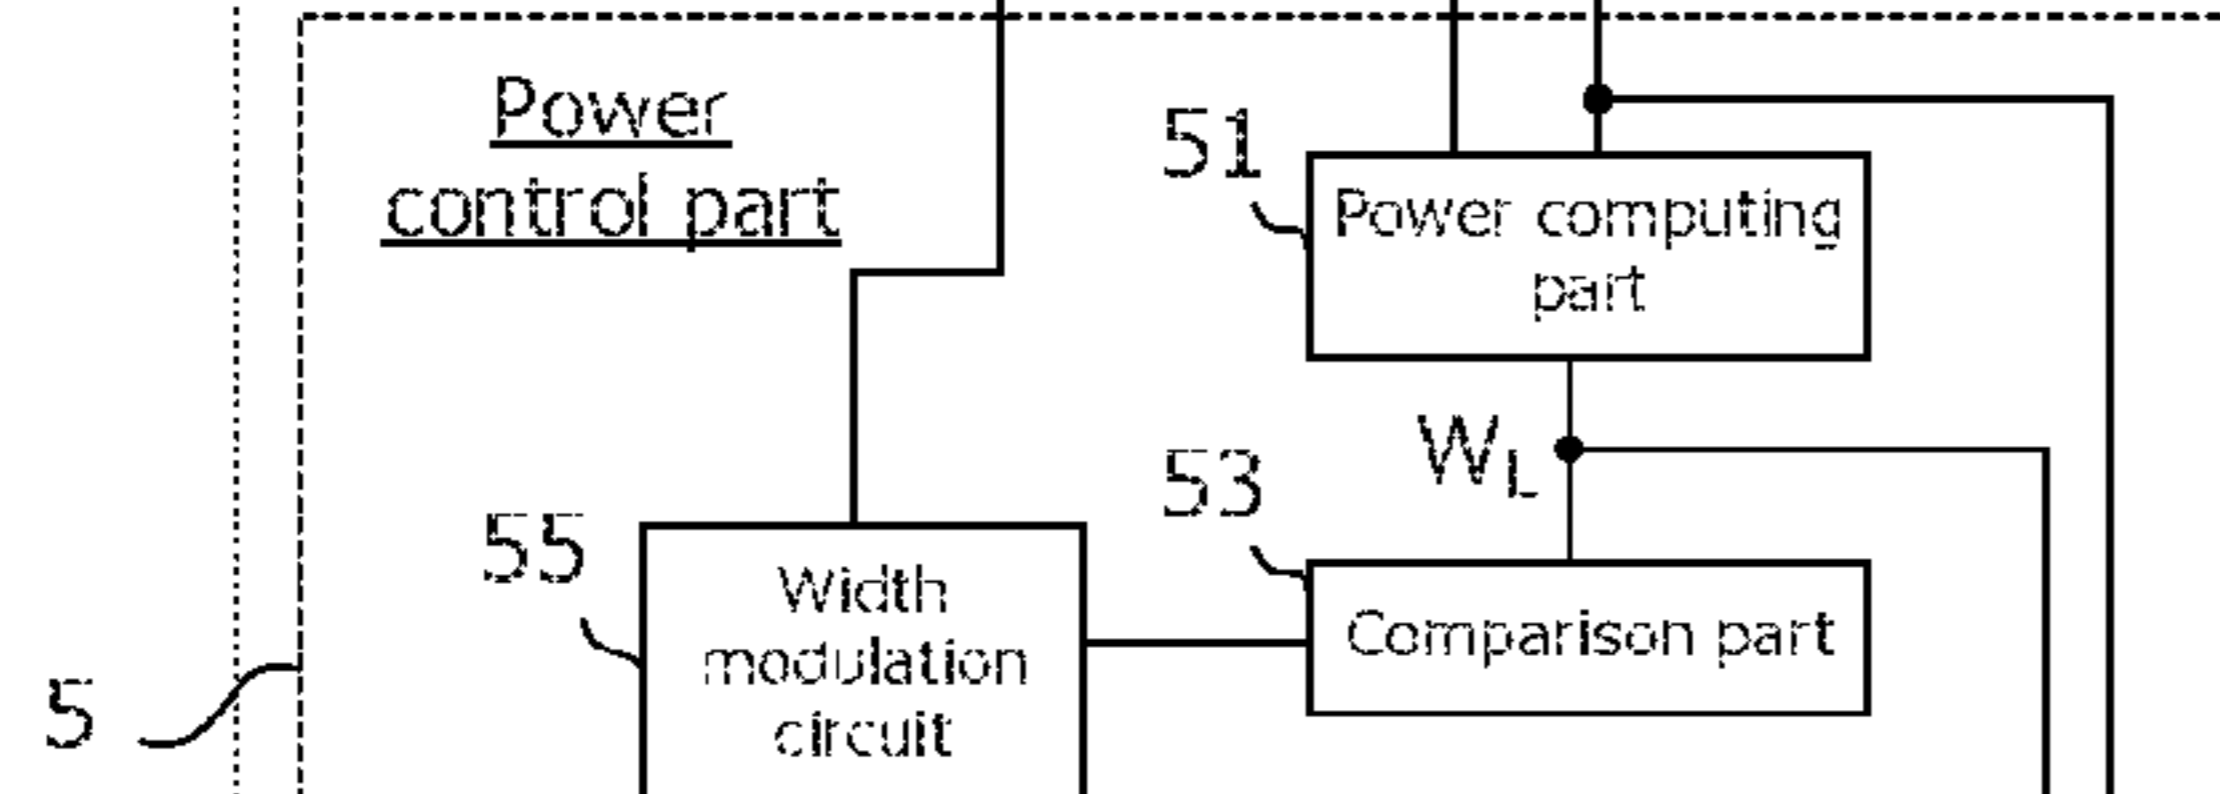 Power
control part
51
Power computing
part
W_L
53
Comparison part
55
Width
modulation
circuit
5